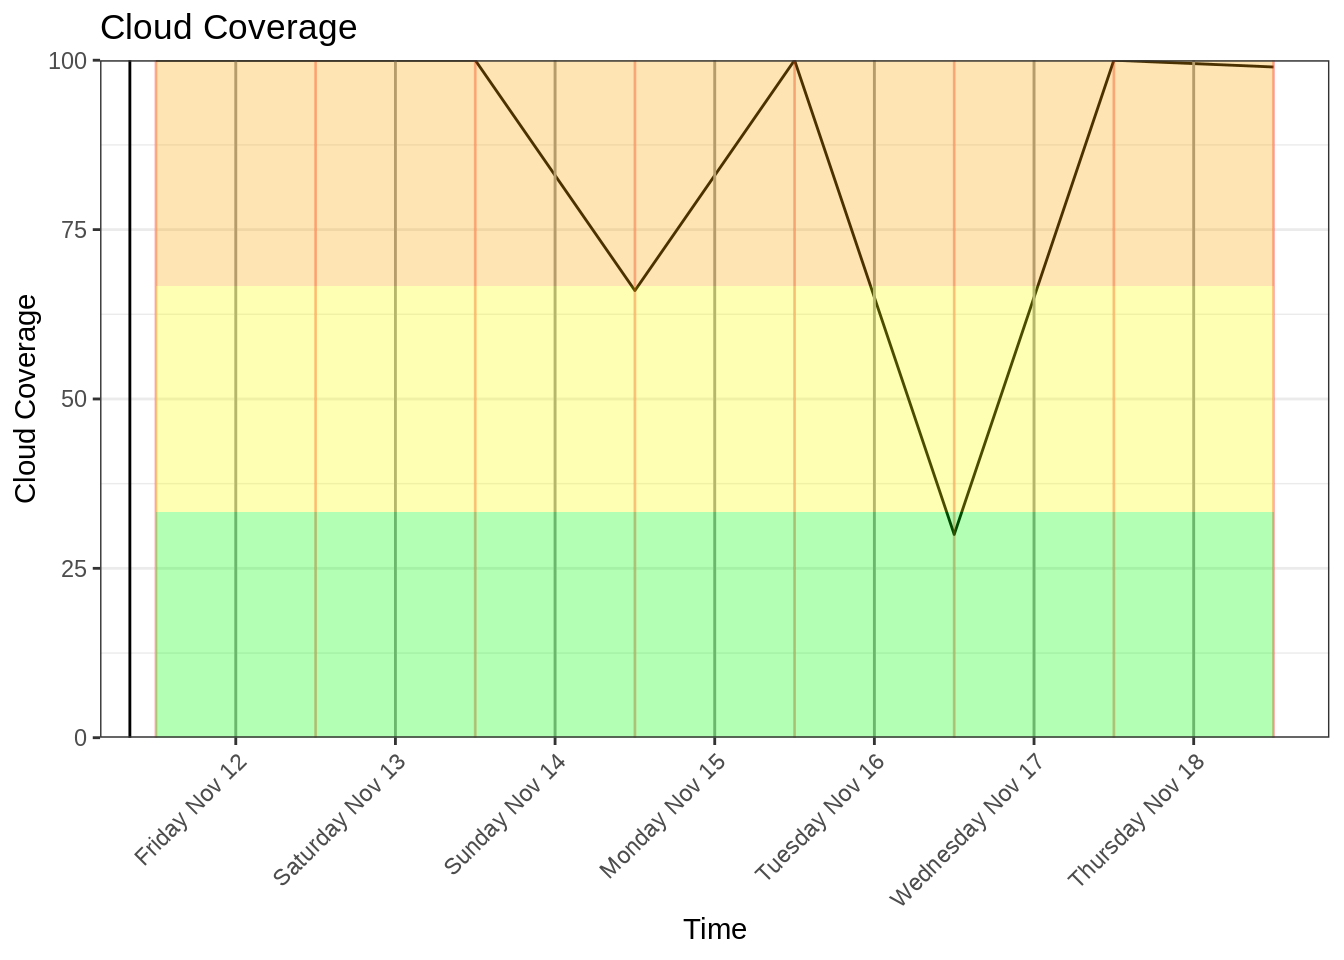 Cloud Coverage
100
75
50
25
0
Cloud Coverage
Friday Nov 12
Saturday Nov 13
Sunday Nov 14
Monday Nov 15
Tuesday Nov 16
Wednesday Nov 17
Thursday Nov 18
Time